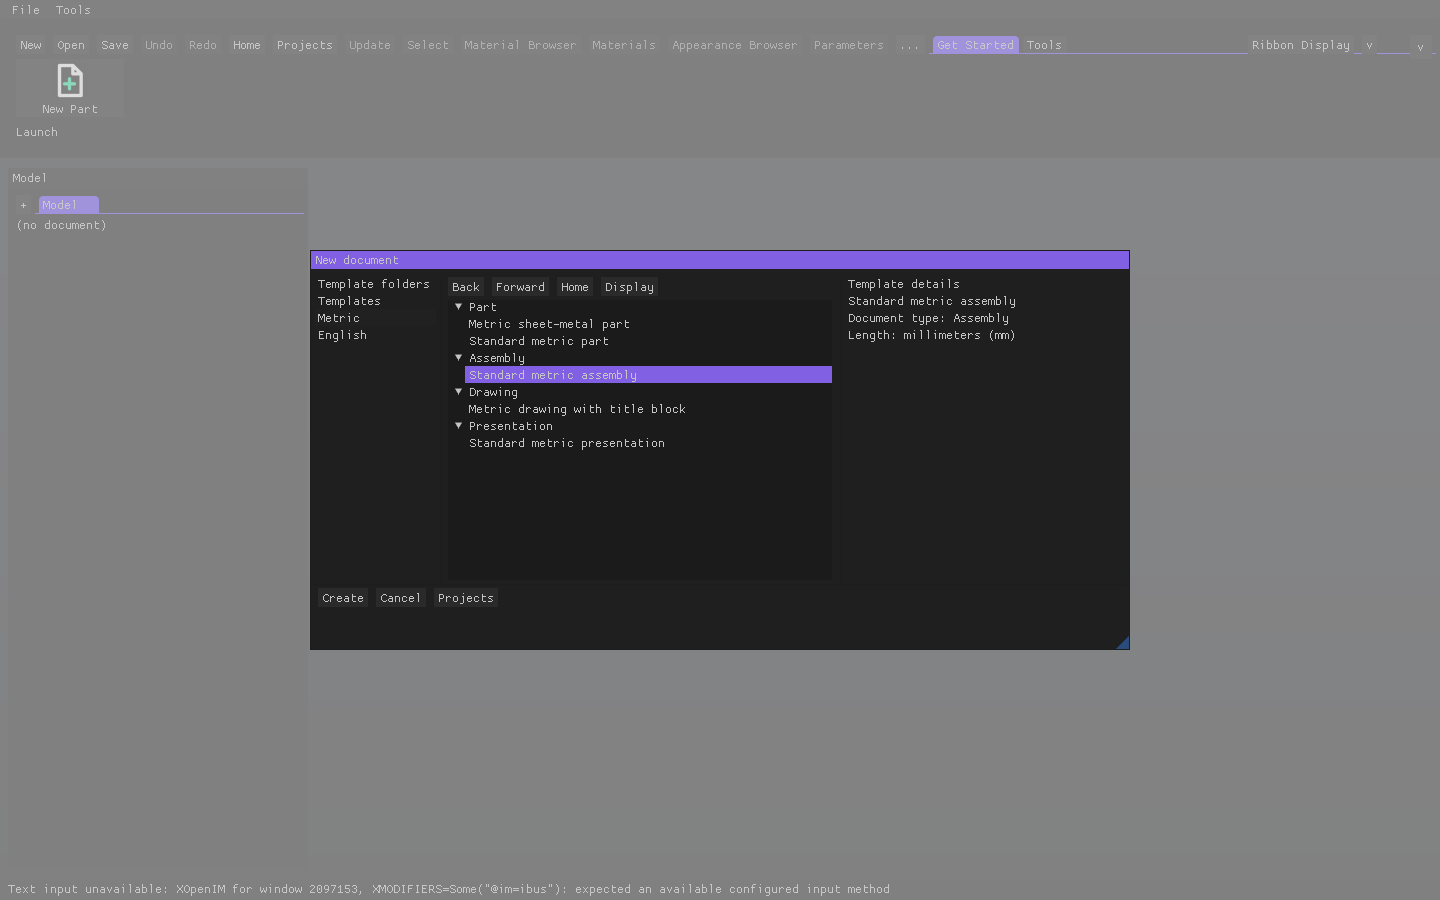 File Tools
New Open Save Undo Redo Home Projects Update Select Material Browser Materials Appearance Browser Parameters ... Get Started Tools Ribbon Display v v
New Part
Launch
Model
+ Model
(no document)
New document
Template folders
Templates
Metric
English
Back Forward Home Display
Part
Metric sheet-metal part
Standard metric part
Assembly
Standard metric assembly
Drawing
Metric drawing with title block
Presentation
Standard metric presentation
Template details
Standard metric assembly
Document type: Assembly
Length: millimeters (mm)
Create Cancel Projects
Text input unavailable: XOpenIM for window 2097153, XMODIFIERS=Some("@im=ibus"): expected an available configured input method